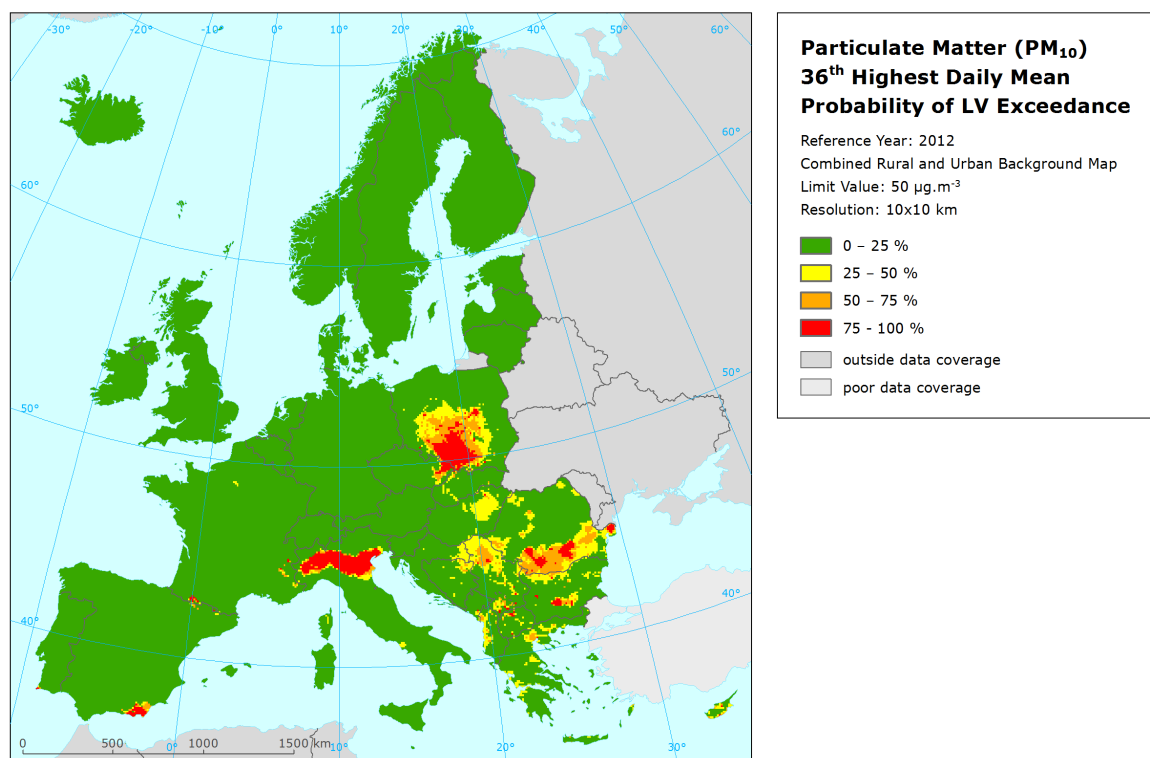 -30°
-20°
-10°
0°
10°
20°
30°
40°
50°
60°
60°
50°
40°
60°
50°
40°
0 500 1000 1500 km
0° 10° 20° 30°
Particulate Matter (PM₁₀)
36ᵗʰ Highest Daily Mean
Probability of LV Exceedance
Reference Year: 2012
Combined Rural and Urban Background Map
Limit Value: 50 µg.m⁻³
Resolution: 10x10 km
0 – 25 %
25 – 50 %
50 – 75 %
75 - 100 %
outside data coverage
poor data coverage